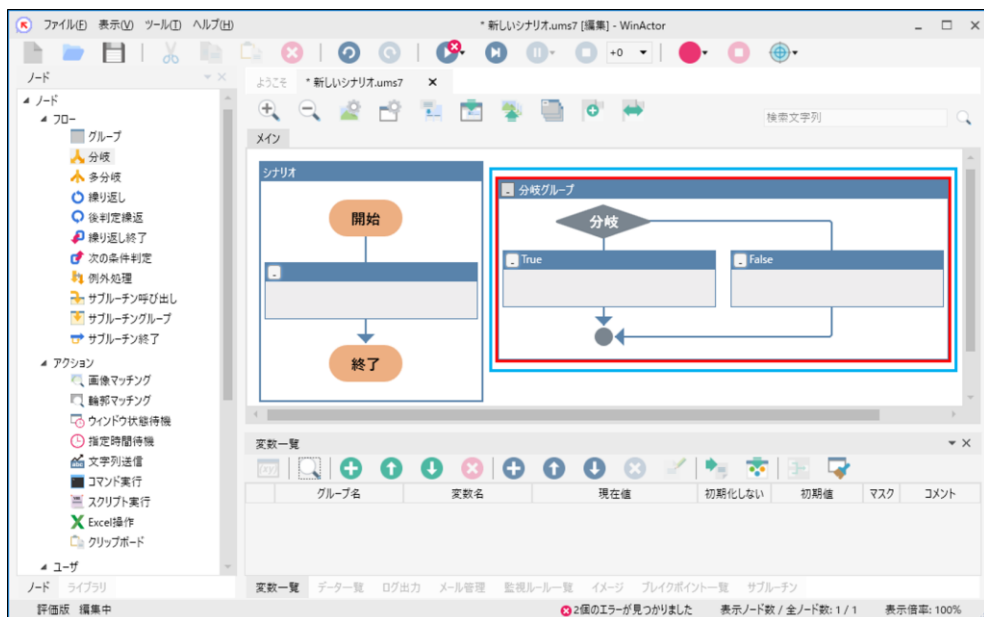 ファイル(F) 表示(V) ツール(T) ヘルプ(H)
* 新しいシナリオ.ums7 [編集] - WinActor
+0
ノード
ようこそ
* 新しいシナリオ.ums7
検索文字列
メイン
ノード
フロー
グループ
分岐
多分岐
繰り返し
後判定繰返
繰り返し終了
次の条件判定
例外処理
サブルーチン呼び出し
サブルーチングループ
サブルーチン終了
アクション
画像マッチング
輪郭マッチング
ウィンドウ状態待機
指定時間待機
文字列送信
コマンド実行
スクリプト実行
Excel操作
クリップボード
ユーザ
ノード ライブラリ
シナリオ
開始
終了
分岐グループ
分岐
True
False
変数一覧
グループ名 変数名 現在値 初期化しない 初期値 マスク コメント
変数一覧 データ一覧 ログ出力 メール管理 監視ルール一覧 イメージ ブレイクポイント一覧 サブルーチン
評価版 編集中
2個のエラーが見つかりました 表示ノード数 / 全ノード数: 1 / 1 表示倍率: 100%